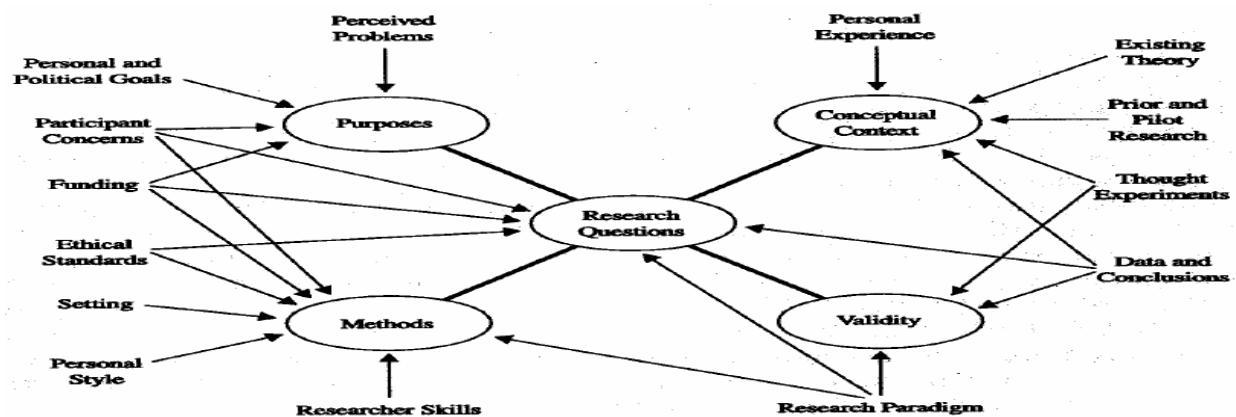 Perceived
Problems
Personal
Experience
Personal and
Political Goals
Existing
Theory
Participant
Concerns
Purposes
Conceptual
Context
Prior and
Pilot
Research
Funding
Research
Questions
Thought
Experiments
Ethical
Standards
Data and
Conclusions
Setting
Methods
Validity
Personal
Style
Researcher Skills
Research Paradigm